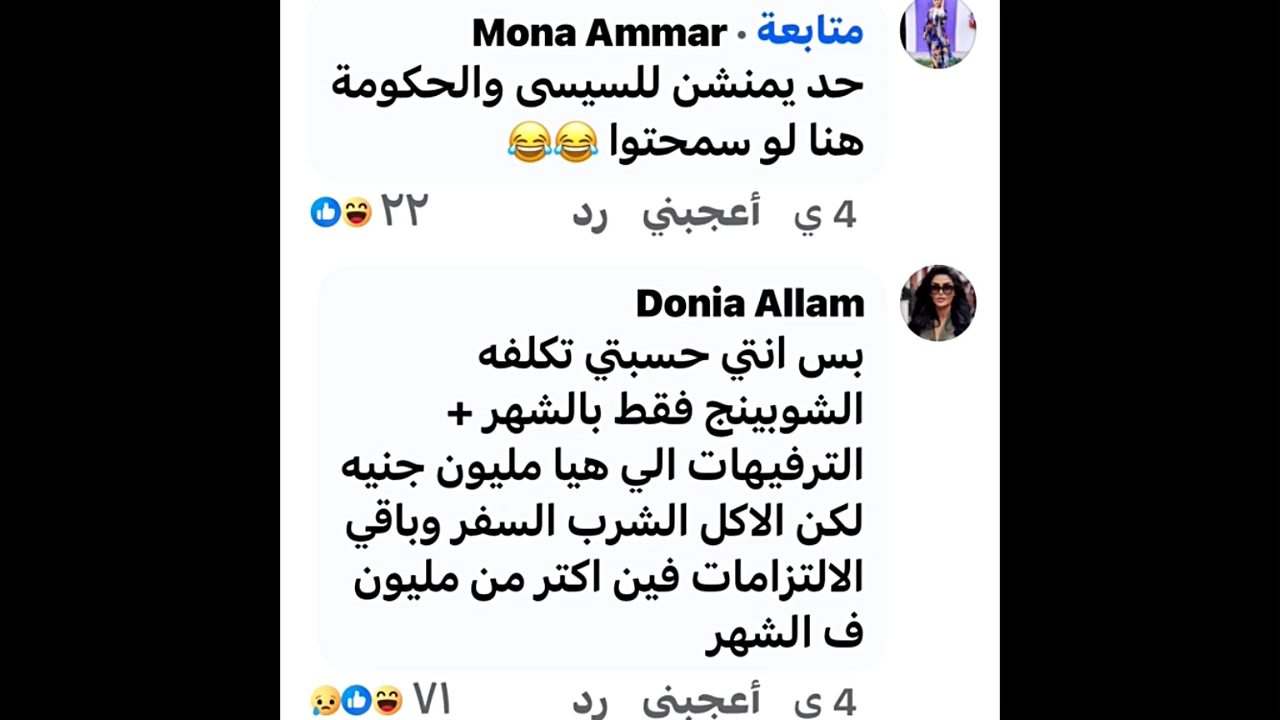 Mona Ammar · متابعة
حد يمنشن للسيسى والحكومة
هنا لو سمحتوا 😂😂
4 ي أعجبني رد ٢٢
Donia Allam
بس انتي حسبتي تكلفه
الشوبينج فقط بالشهر +
الترفيهات الي هيا مليون جنيه
لكن الاكل الشرب السفر وباقي
الالتزامات فين اكتر من مليون
ف الشهر
4 ي أعجبني رد ٧١